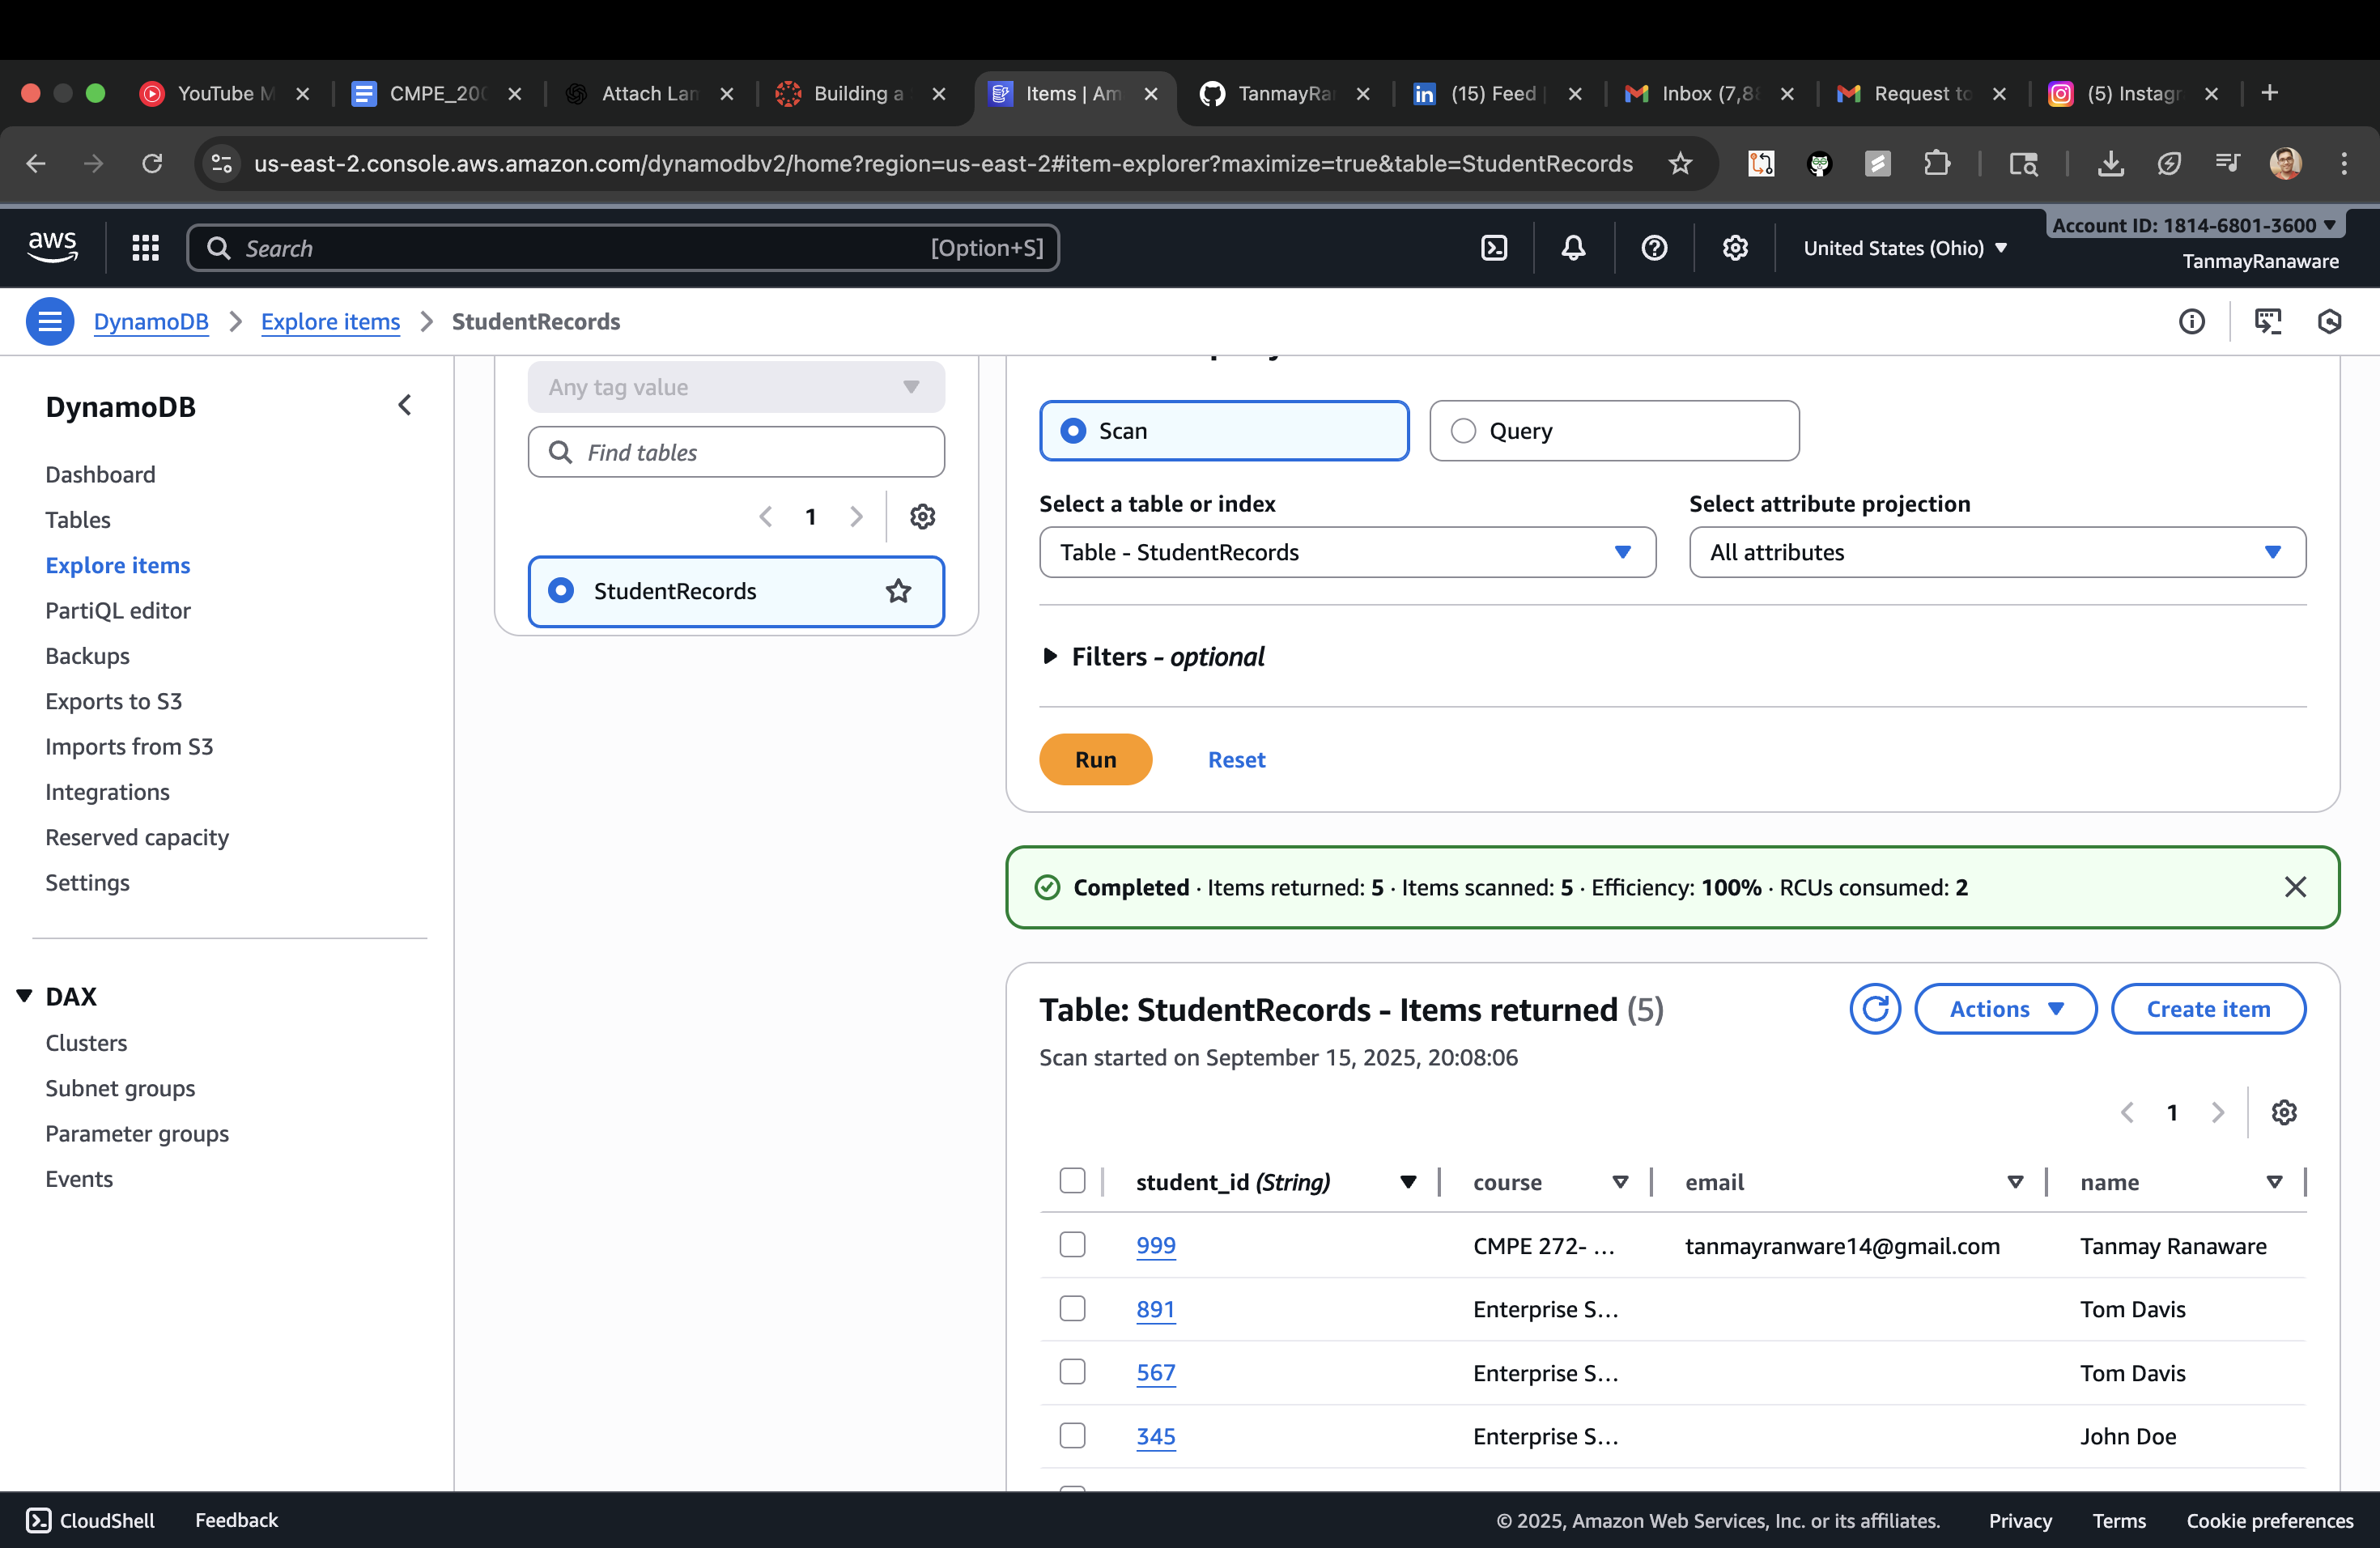 YouTube M
CMPE_20
Attach Lan
Building a
Items | Am
TanmayRa
(15) Feed
Inbox (7,8
Request to
(5) Instagr
us-east-2.console.aws.amazon.com/dynamodbv2/home?region=us-east-2#item-explorer?maximize=true&table=StudentRecords
aws
Search
[Option+S]
United States (Ohio)
Account ID: 1814-6801-3600
TanmayRanaware
DynamoDB
Explore items
StudentRecords
DynamoDB
Dashboard
Tables
Explore items
PartiQL editor
Backups
Exports to S3
Imports from S3
Integrations
Reserved capacity
Settings
DAX
Clusters
Subnet groups
Parameter groups
Events
Any tag value
Find tables
1
StudentRecords
Scan
Query
Select a table or index
Select attribute projection
Table - StudentRecords
All attributes
Filters - optional
Run
Reset
Completed · Items returned: 5 · Items scanned: 5 · Efficiency: 100% · RCUs consumed: 2
Table: StudentRecords - Items returned (5)
Actions
Create item
Scan started on September 15, 2025, 20:08:06
1
student_id (String) course email name
999 CMPE 272- ... tanmayranware14@gmail.com Tanmay Ranaware
891 Enterprise S... Tom Davis
567 Enterprise S... Tom Davis
345 Enterprise S... John Doe
CloudShell
Feedback
© 2025, Amazon Web Services, Inc. or its affiliates.
Privacy
Terms
Cookie preferences